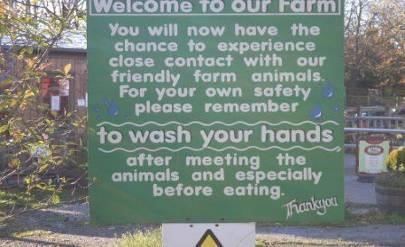 Welcome to our Farm
You will now have the
chance to experience
close contact with our
friendly farm animals.
For your own safety
please remember
to wash your hands
after meeting the
animals and especially
before eating.
Thankyou